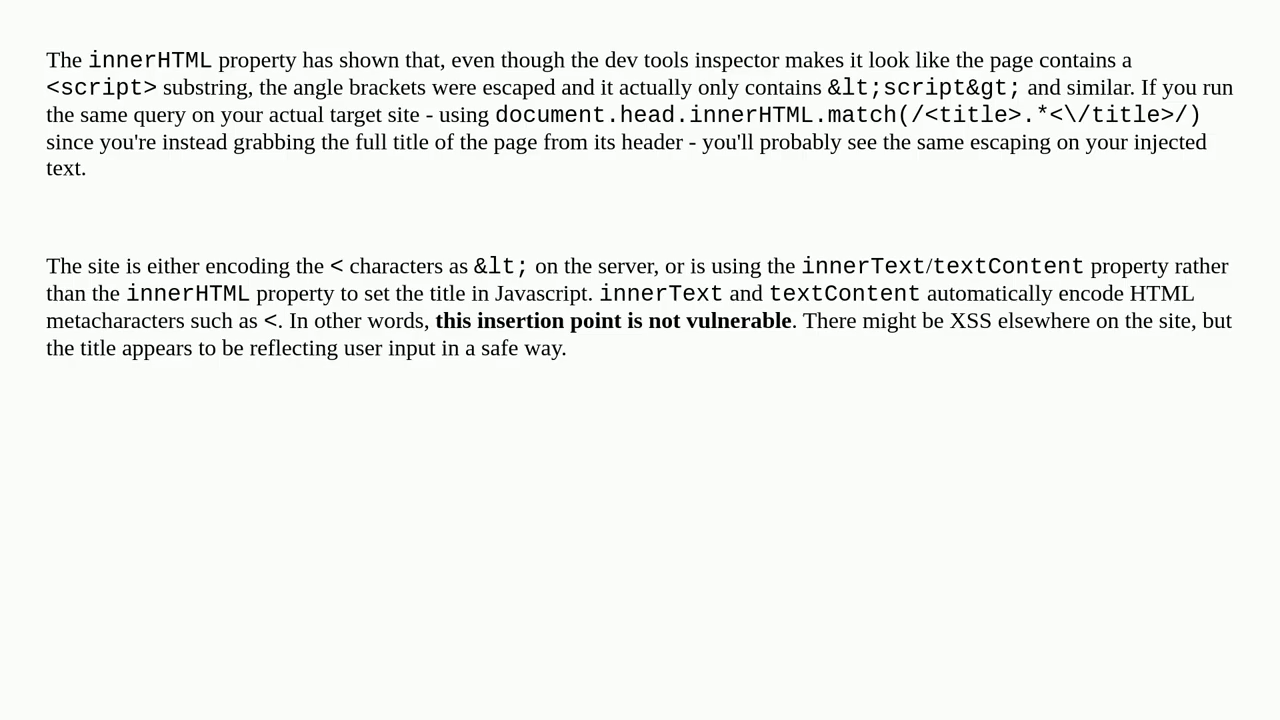 The innerHTML property has shown that, even though the dev tools inspector makes it look like the page contains a
<script> substring, the angle brackets were escaped and it actually only contains &lt;script&gt; and similar. If you run
the same query on your actual target site - using document.head.innerHTML.match(/<title>.*<\/title>/)
since you're instead grabbing the full title of the page from its header - you'll probably see the same escaping on your injected
text.
The site is either encoding the < characters as &lt; on the server, or is using the innerText/textContent property rather
than the innerHTML property to set the title in Javascript. innerText and textContent automatically encode HTML
metacharacters such as <. In other words, this insertion point is not vulnerable. There might be XSS elsewhere on the site, but
the title appears to be reflecting user input in a safe way.